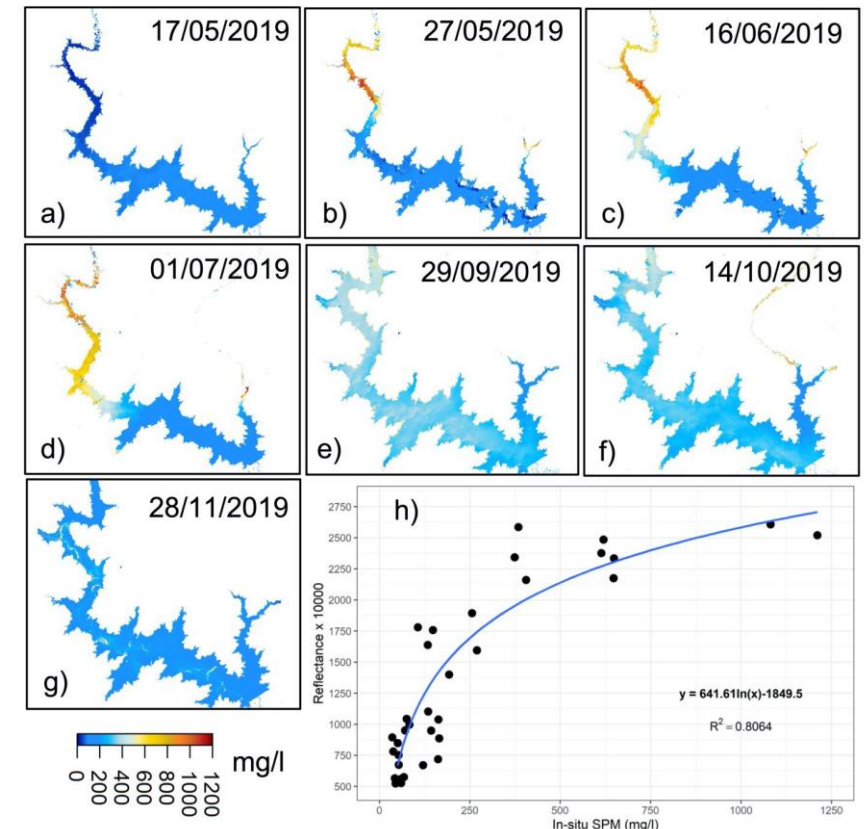 17/05/2019
27/05/2019
16/06/2019
a)
b)
c)
01/07/2019
29/09/2019
14/10/2019
d)
e)
f)
28/11/2019
g)
h)
2750
2500
2250
2000
1750
1500
1250
1000
750
500
Reflectance x 10000
y = 641.61ln(x)-1849.5
R² = 0.8064
0
250
500
750
1000
1250
In-situ SPM (mg/l)
mg/l
0
200
400
600
800
1000
1200